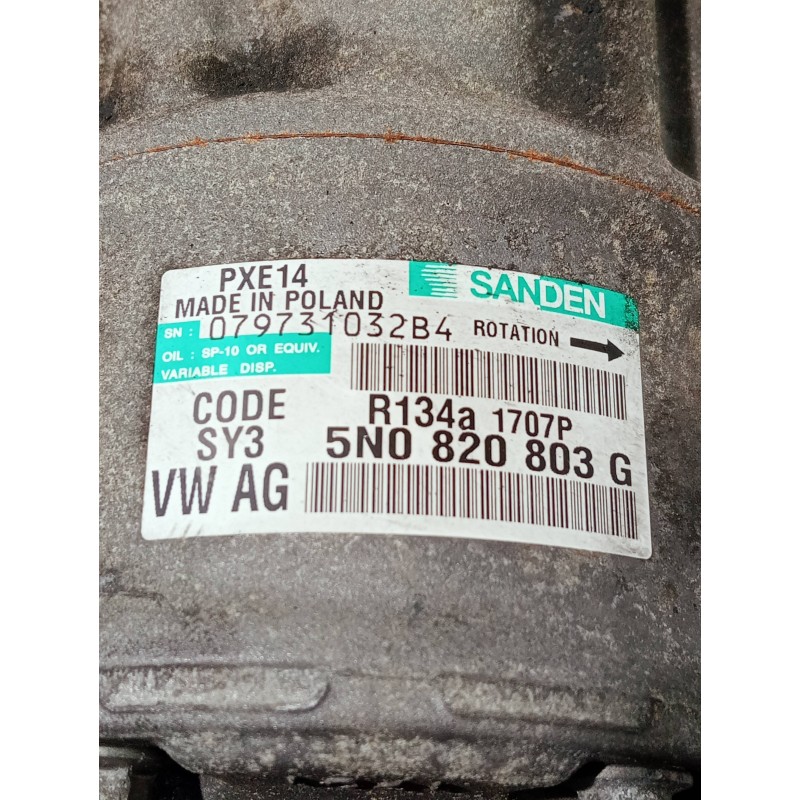 PXE14
SANDEN
MADE IN POLAND
SN : 079731032B4 ROTATION
OIL : SP-10 OR EQUIV.
VARIABLE DISP.
CODE R134a 1707P
SY3 5N0 820 803 G
VW AG